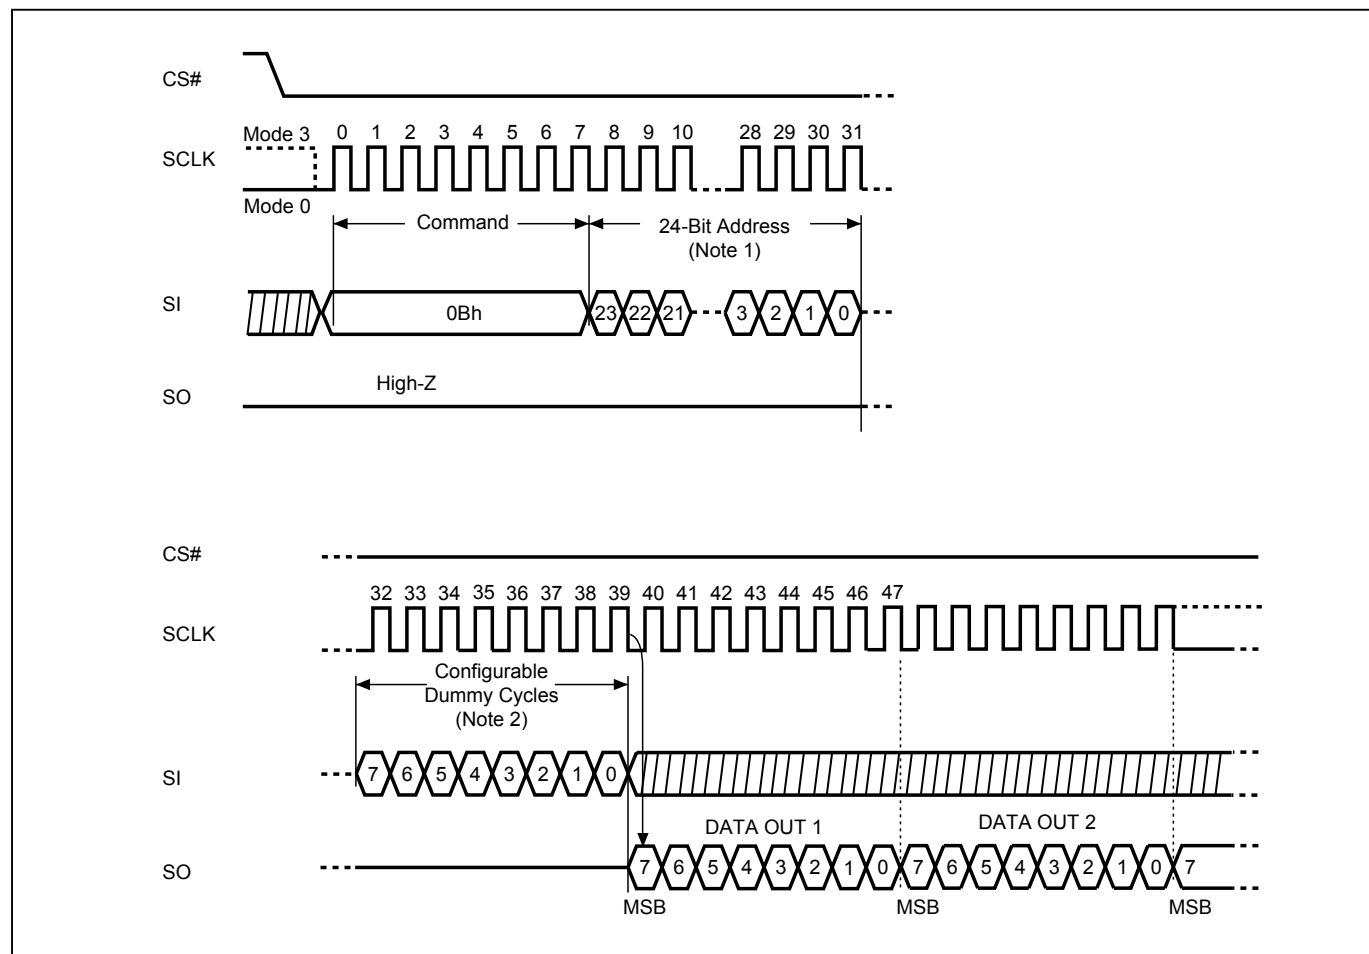 CS#
Mode 3 0 1 2 3 4 5 6 7 8 9 10 28 29 30 31
SCLK
Mode 0
Command
24-Bit Address
(Note 1)
SI
0Bh
23 22 21 3 2 1 0
High-Z
SO
CS#
32 33 34 35 36 37 38 39 40 41 42 43 44 45 46 47
SCLK
Configurable
Dummy Cycles
(Note 2)
SI
7 6 5 4 3 2 1 0
DATA OUT 1
DATA OUT 2
SO
7 6 5 4 3 2 1 0 7 6 5 4 3 2 1 0 7
MSB MSB MSB